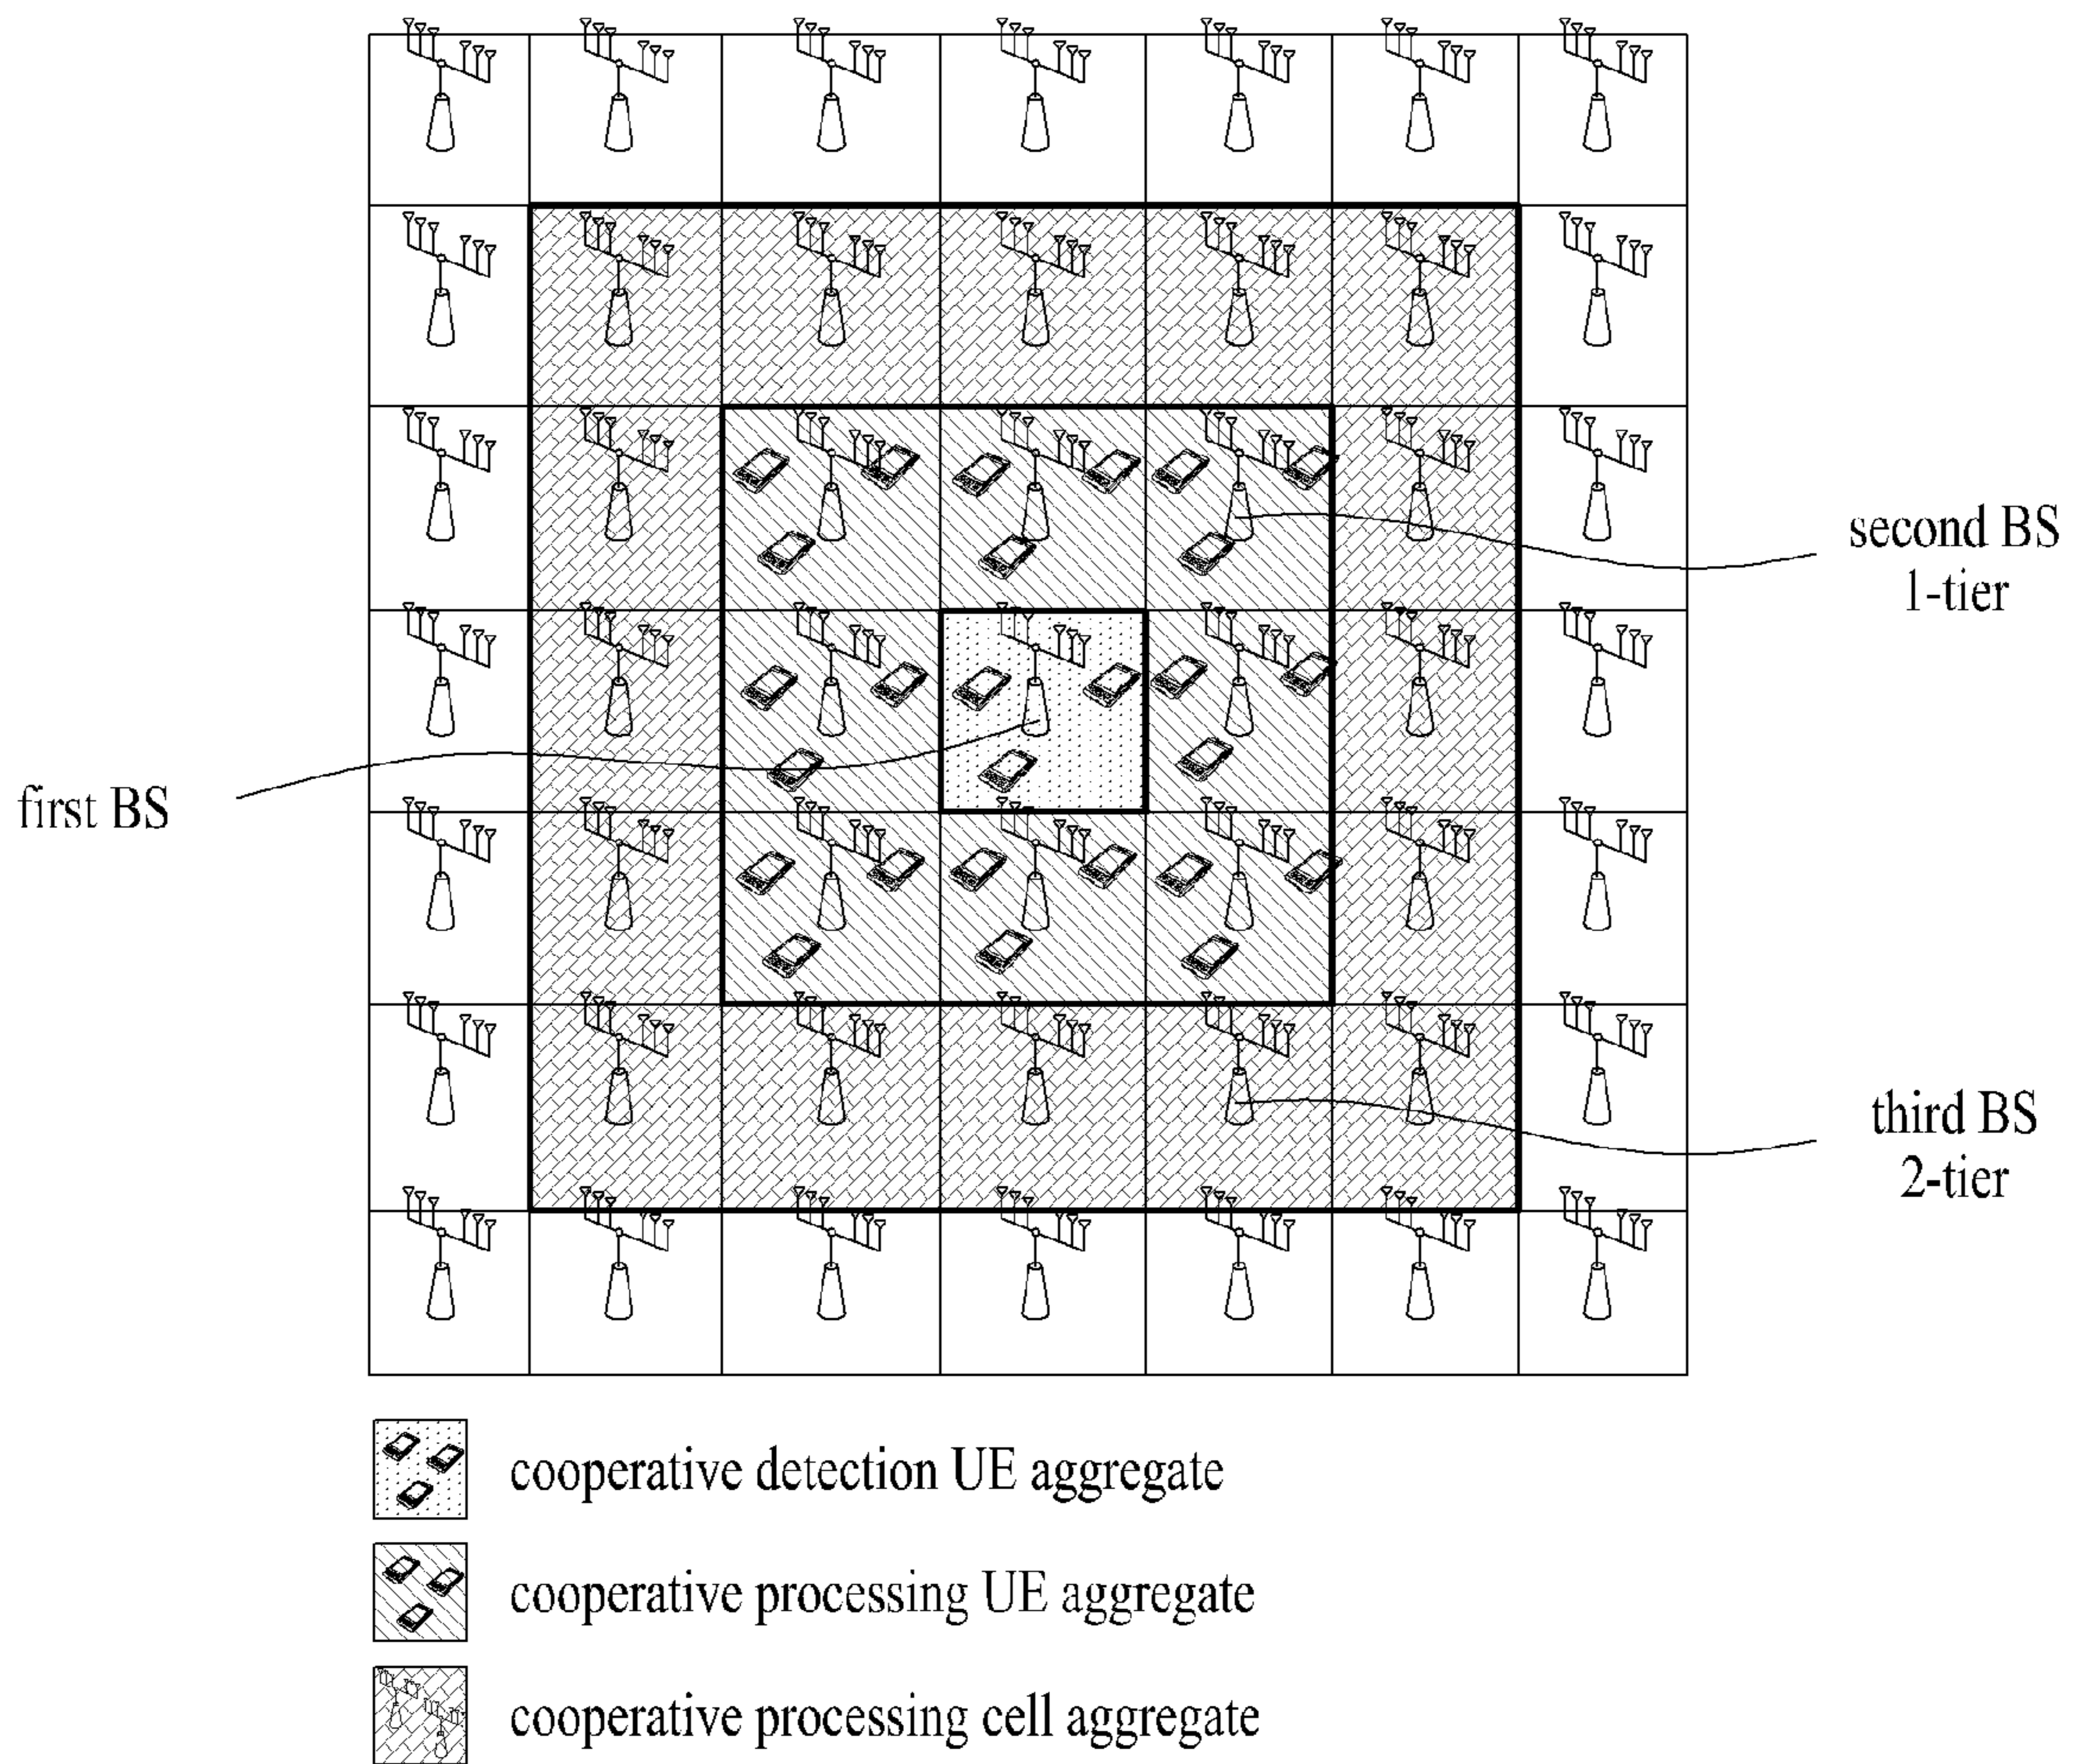 second BS
1-tier
first BS
third BS
2-tier
cooperative detection UE aggregate
cooperative processing UE aggregate
cooperative processing cell aggregate